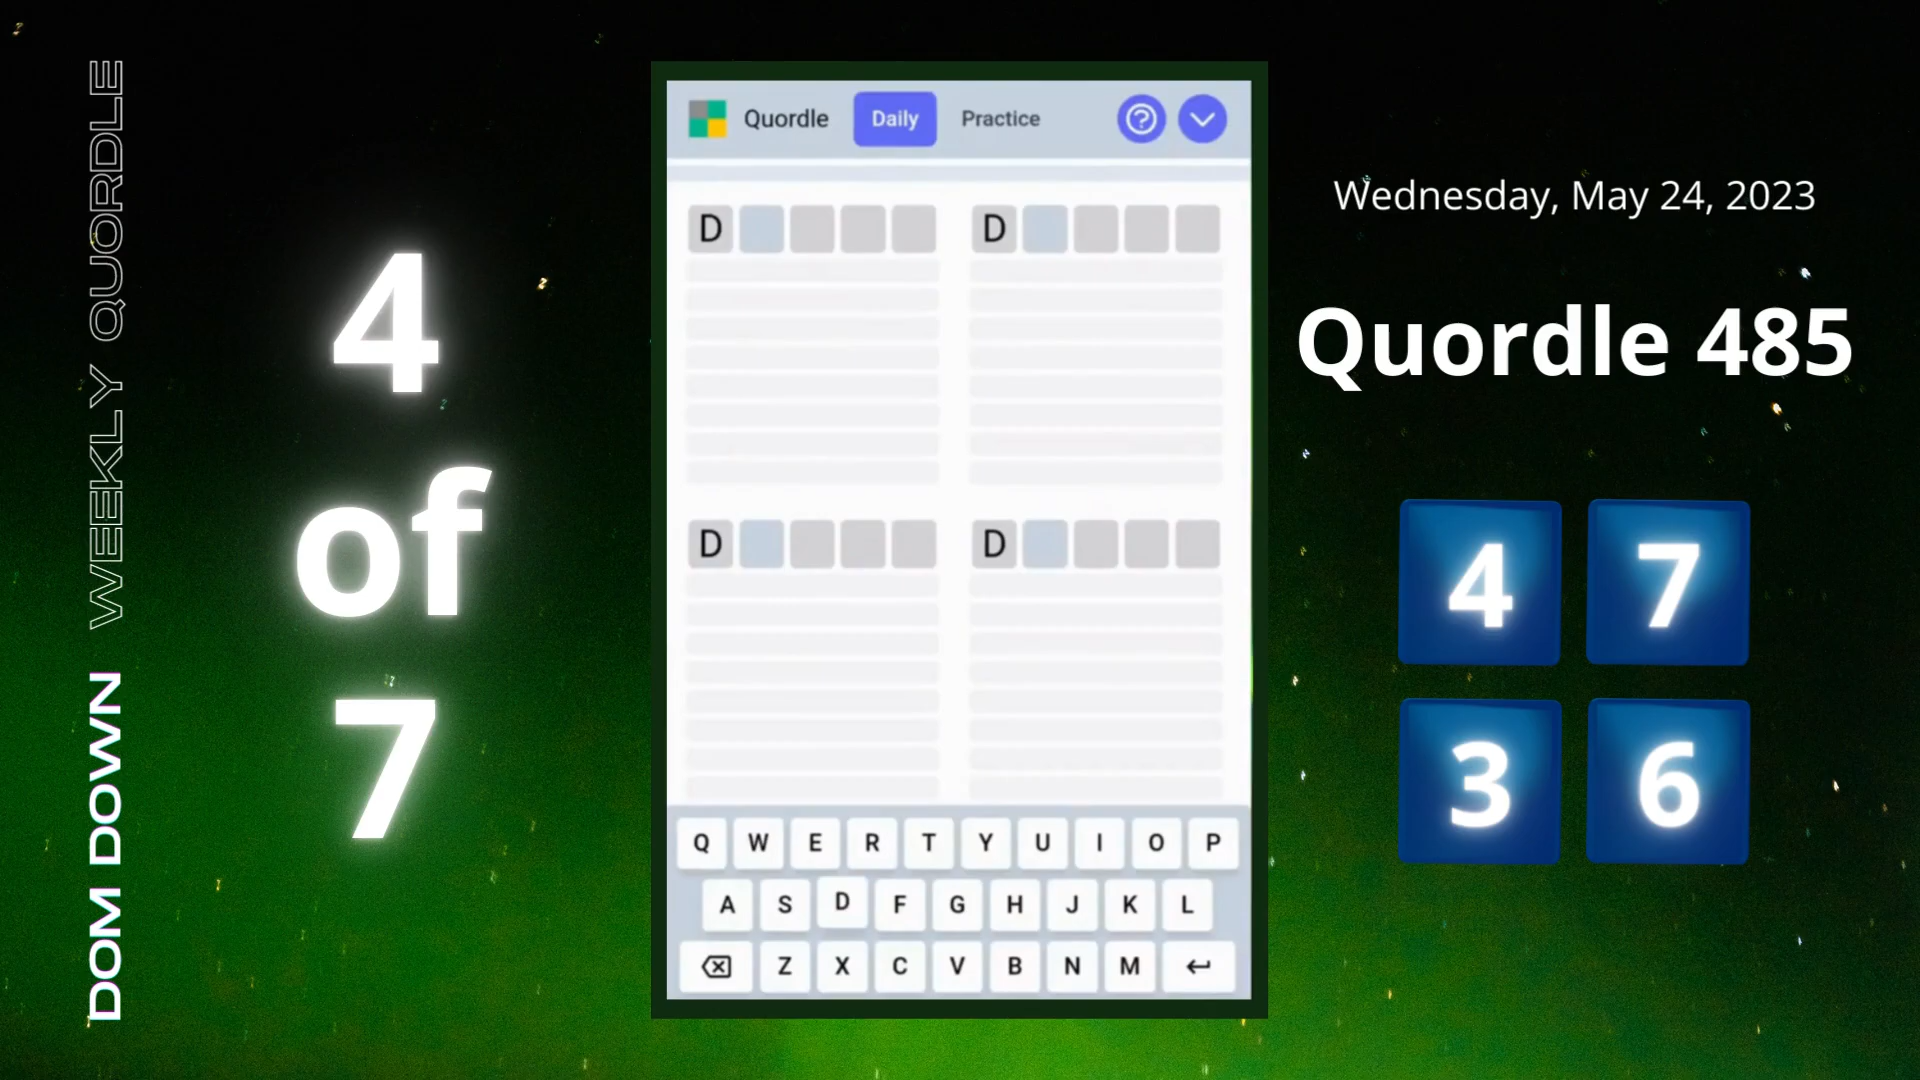 DOM DOWN WEEKLY QUORDLE
4
of
7
Quordle Daily Practice
D D
D D
Q W E R T Y U I O P
A S D F G H J K L
Z X C V B N M
Wednesday, May 24, 2023
Quordle 485
4 7
3 6